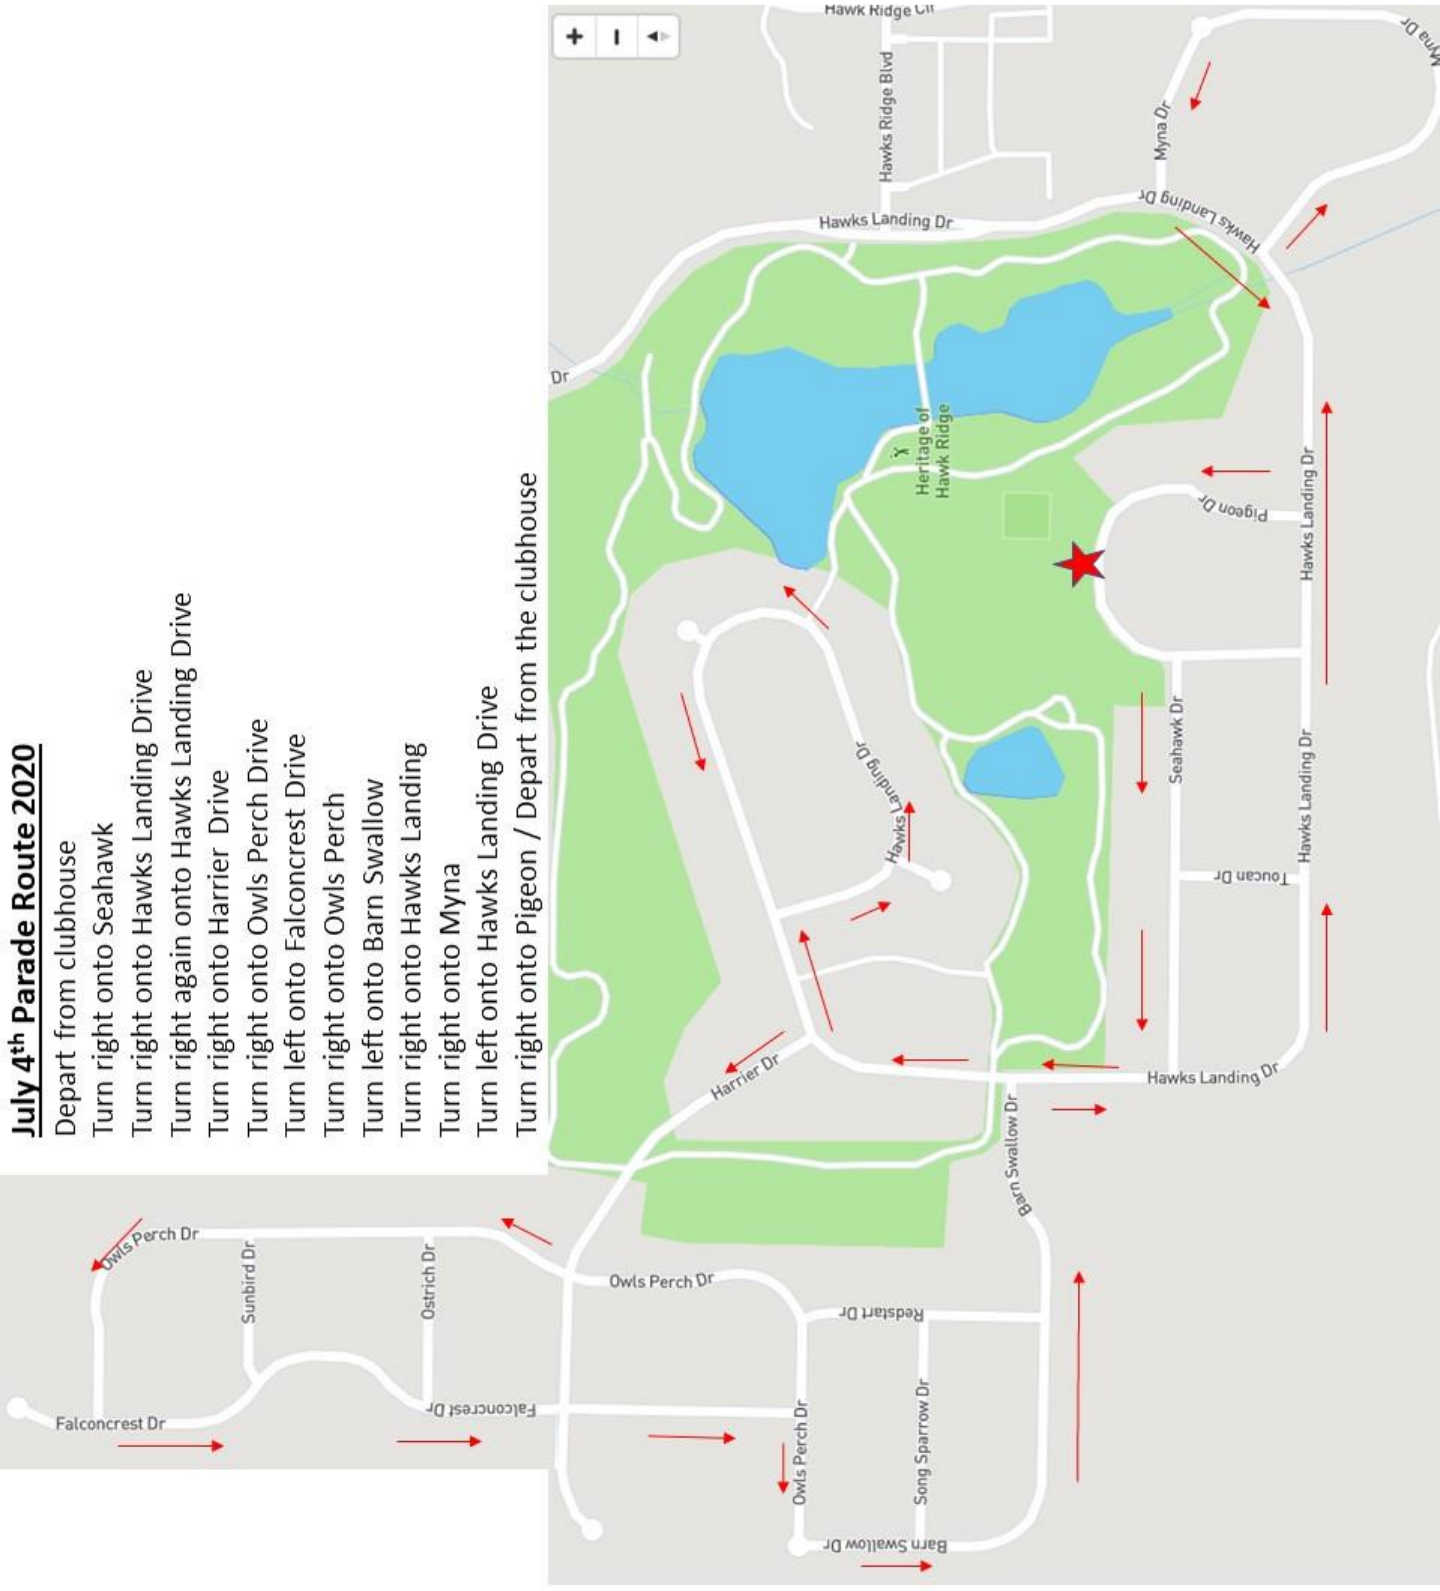 July 4th Parade Route 2020
Depart from clubhouse
Turn right onto Seahawk
Turn right onto Hawks Landing Drive
Turn right again onto Hawks Landing Drive
Turn right onto Harrier Drive
Turn right onto Owls Perch Drive
Turn left onto Falconcrest Drive
Turn right onto Owls Perch
Turn left onto Barn Swallow
Turn right onto Hawks Landing
Turn right onto Myna
Turn left onto Hawks Landing Drive
Turn right onto Pigeon / Depart from the clubhouse
Falconcrest Dr
Owls Perch Dr
Sunbird Dr
Ostrich Dr
Falconcrest Dr
Owls Perch Dr
Harrier Dr
Redstart Dr
Owls Perch Dr
Song Sparrow Dr
Barn Swallow Dr
Barn Swallow Dr
Hawks Landing Dr
Hawks Landing Dr
Seahawk Dr
Toucan Dr
Hawks Landing Dr
Hawks Landing Dr
Pigeon Dr
Heritage of
Hawk Ridge
Dr
Hawks Landing Dr
Hawks Landing Dr
Hawks Ridge Blvd
Hawk Ridge Cir
Myna Dr
Myna Dr
+
−